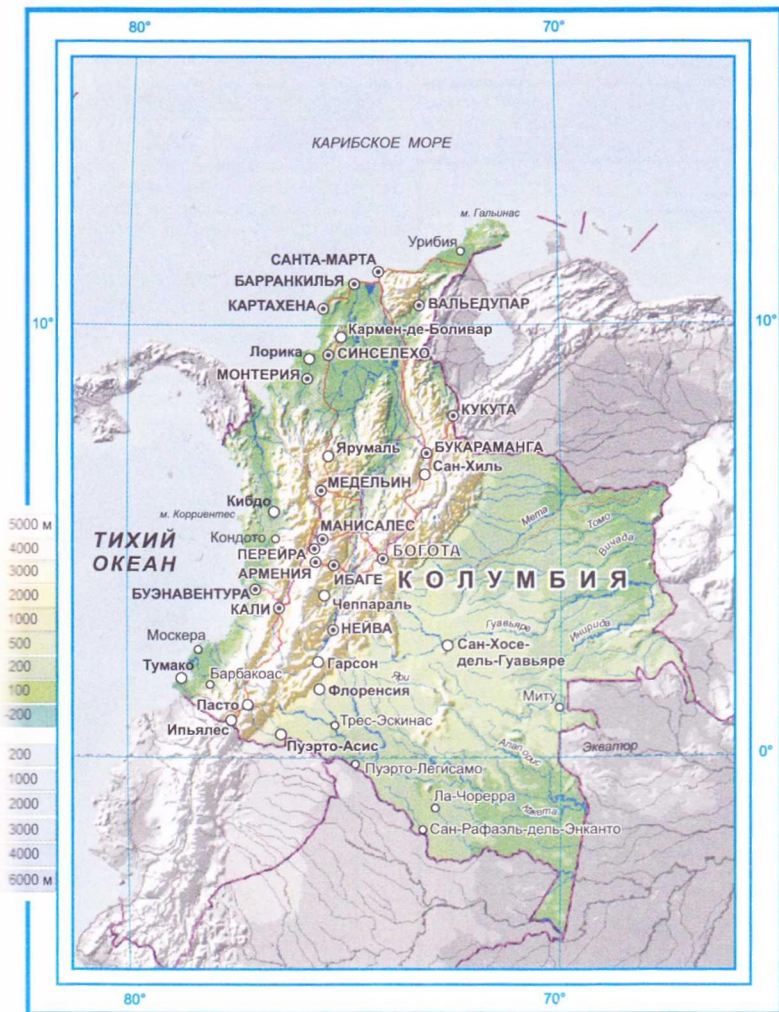 80°
70°
КАРИБСКОЕ МОРЕ
м. Гальинас
Урибия
САНТА-МАРТА
БАРРАНКИЛЬЯ
КАРТАХЕНА
ВАЛЬЕДУПАР
10°
10°
Кармен-де-Боливар
Лорика
СИНСЕЛЕХО
МОНТЕРИЯ
КУКУТА
БУКАРАМАНГА
Ярумаль
Сан-Хиль
МЕДЕЛЬИН
Кибдо
м. Корриентес
Мета
Томо
Вичада
ТИХИЙ
ОКЕАН
МАНИСАЛЕС
Кондото
ПЕРЕЙРА
БОГОТА
АРМЕНИЯ
ИБАГЕ
КОЛУМБИЯ
БУЭНАВЕНТУРА
Чеппараль
КАЛИ
НЕЙВА
Гуавьяре
Инирида
Москера
Сан-Хосе-
дель-Гуавьяре
Тумако
Барбакоас
Гарсон
Яри
Флоренсия
Миту
Пасто
Ипьялес
Трес-Эскинас
Пуэрто-Асис
Апапорис
Экватор
0°
Пуэрто-Легисамо
Ла-Чоррера
Какета
Сан-Рафаэль-дель-Энканто
5000 м
4000
3000
2000
1000
500
200
100
-200
200
1000
2000
3000
4000
6000 м
80°
70°